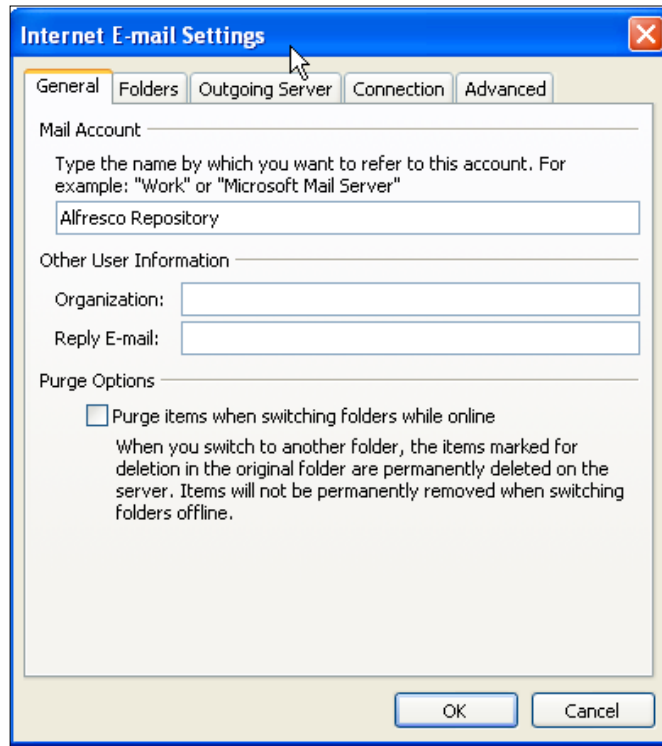 Internet E-mail Settings
General Folders Outgoing Server Connection Advanced
Mail Account
Type the name by which you want to refer to this account. For
example: "Work" or "Microsoft Mail Server"
Alfresco Repository
Other User Information
Organization:
Reply E-mail:
Purge Options
Purge items when switching folders while online
When you switch to another folder, the items marked for
deletion in the original folder are permanently deleted on the
server. Items will not be permanently removed when switching
folders offline.
OK Cancel